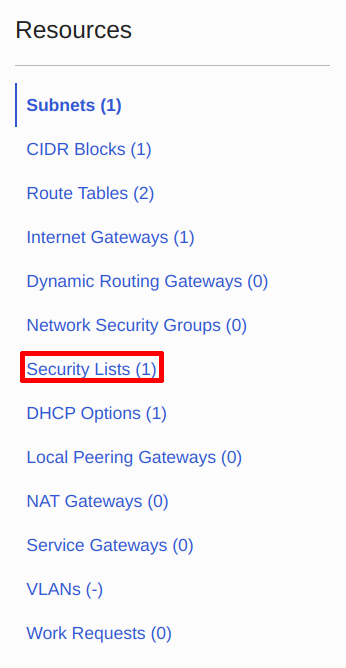 Resources
Subnets (1)
CIDR Blocks (1)
Route Tables (2)
Internet Gateways (1)
Dynamic Routing Gateways (0)
Network Security Groups (0)
Security Lists (1)
DHCP Options (1)
Local Peering Gateways (0)
NAT Gateways (0)
Service Gateways (0)
VLANs (-)
Work Requests (0)